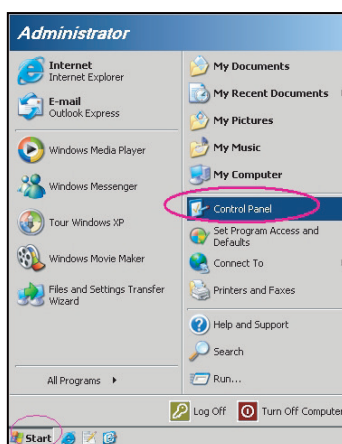 Administrator
Internet
Internet Explorer
E-mail
Outlook Express
Windows Media Player
Windows Messenger
Tour Windows XP
Windows Movie Maker
Files and Settings Transfer
Wizard
All Programs
My Documents
My Recent Documents
My Pictures
My Music
My Computer
Control Panel
Set Program Access and
Defaults
Connect To
Printers and Faxes
Help and Support
Search
Run...
Log Off
Turn Off Computer
Start